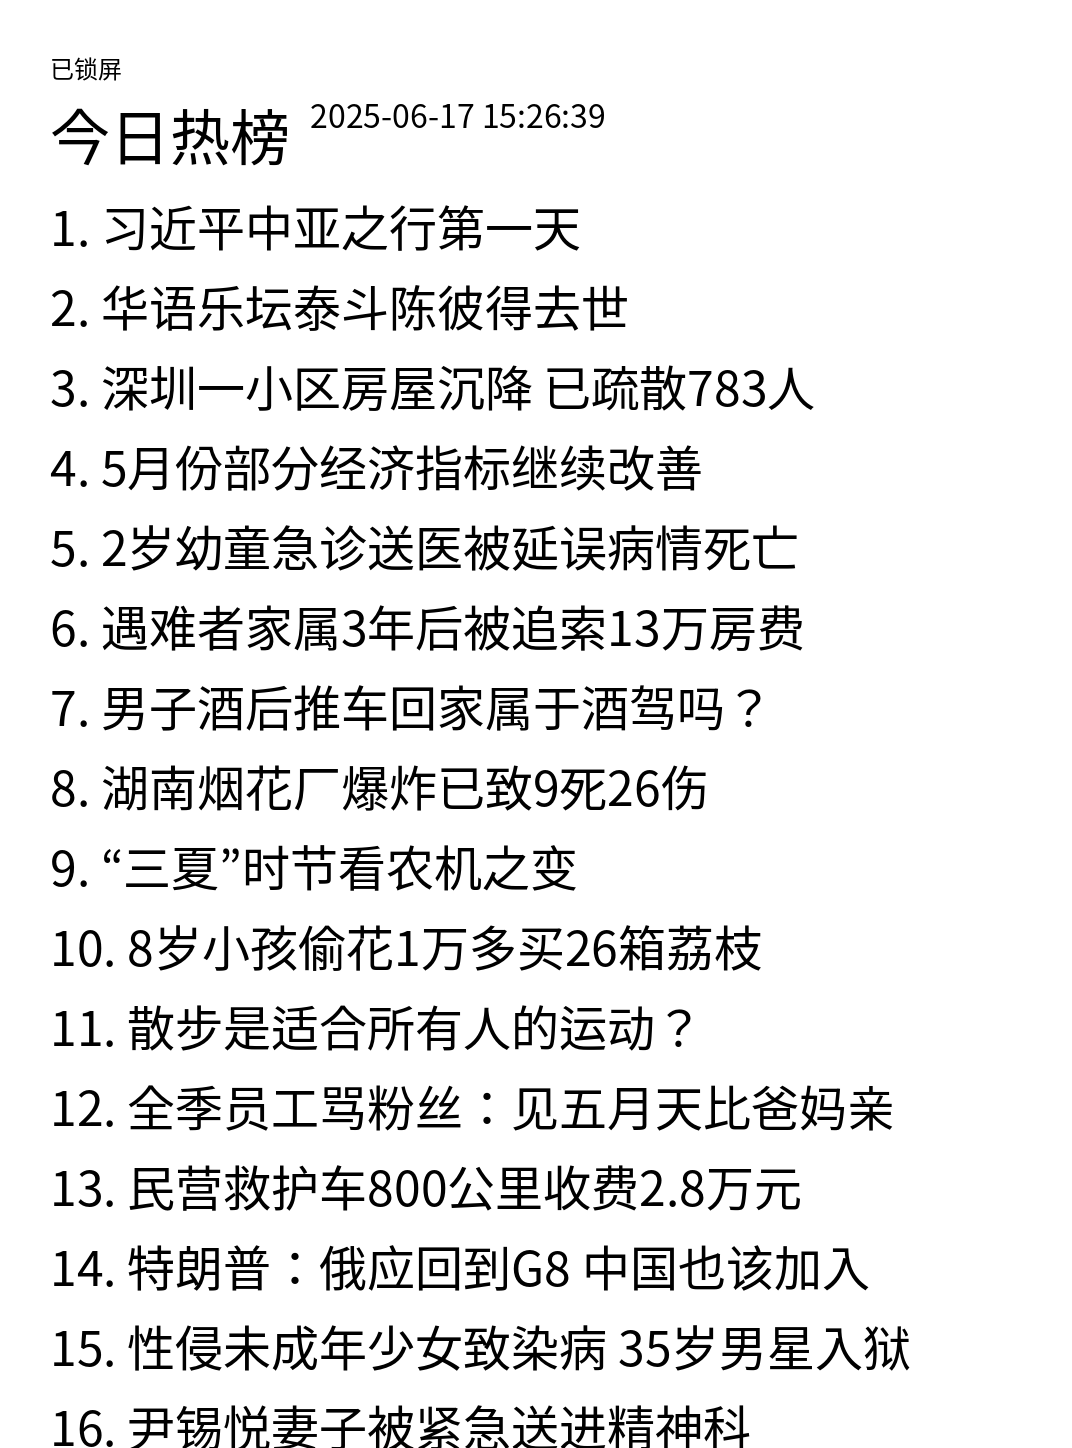 已锁屏
今日热榜 2025-06-17 15:26:39
1. 习近平中亚之行第一天
2. 华语乐坛泰斗陈彼得去世
3. 深圳一小区房屋沉降 已疏散783人
4. 5月份部分经济指标继续改善
5. 2岁幼童急诊送医被延误病情死亡
6. 遇难者家属3年后被追索13万房费
7. 男子酒后推车回家属于酒驾吗？
8. 湖南烟花厂爆炸已致9死26伤
9. “三夏”时节看农机之变
10. 8岁小孩偷花1万多买26箱荔枝
11. 散步是适合所有人的运动？
12. 全季员工骂粉丝：见五月天比爸妈亲
13. 民营救护车800公里收费2.8万元
14. 特朗普：俄应回到G8 中国也该加入
15. 性侵未成年少女致染病 35岁男星入狱
16. 尹锡悦妻子被紧急送进精神科